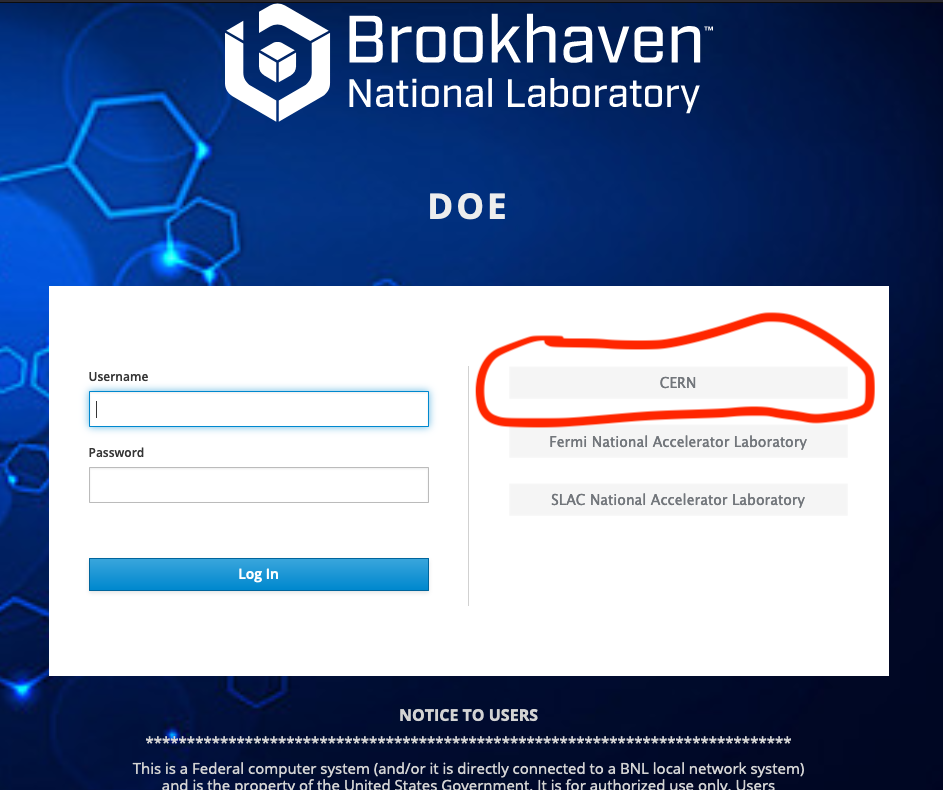 Brookhaven™
National Laboratory
DOE
Username
Password
Log In
CERN
Fermi National Accelerator Laboratory
SLAC National Accelerator Laboratory
NOTICE TO USERS
******************************************************************************
This is a Federal computer system (and/or it is directly connected to a BNL local network system)
and is the property of the United States Government. It is for authorized use only. Users